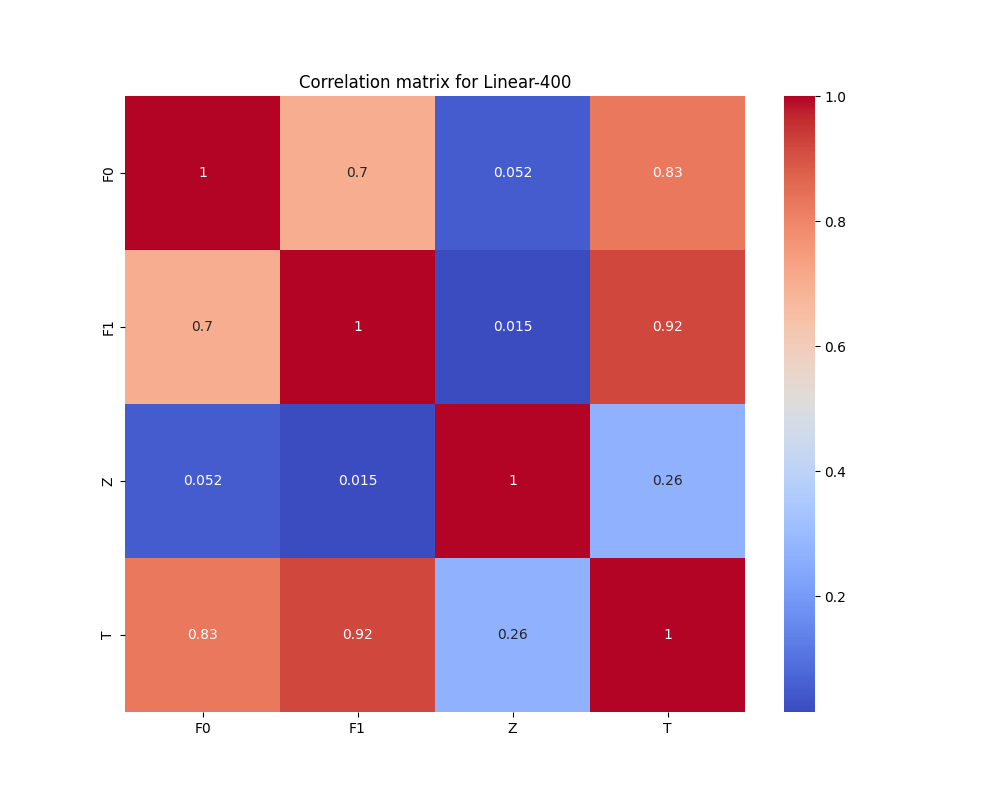 Correlation matrix for Linear-400
F0 1 0.7 0.052 0.83
F1 0.7 1 0.015 0.92
Z 0.052 0.015 1 0.26
T 0.83 0.92 0.26 1
F0 F1 Z T
1.0
0.8
0.6
0.4
0.2